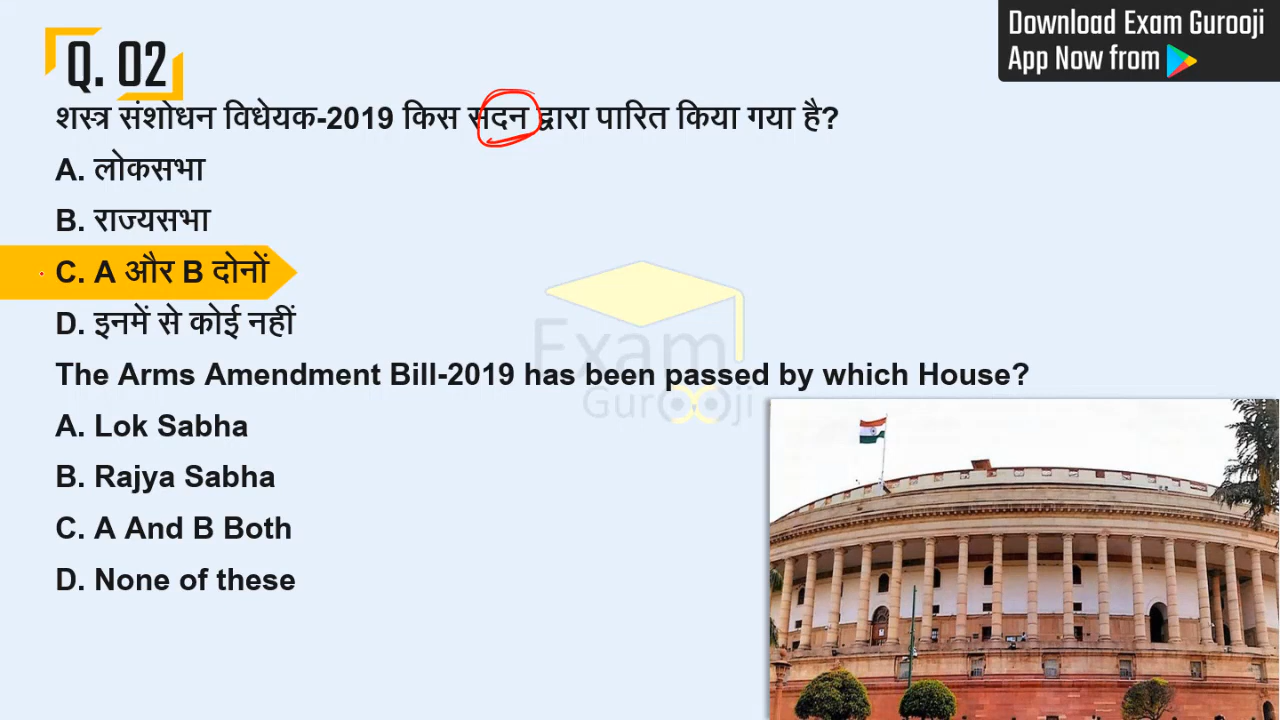 Download Exam Gurooji
App Now from
Q. 02
शस्त्र संशोधन विधेयक-2019 किस सदन द्वारा पारित किया गया है?
A. लोकसभा
B. राज्यसभा
C. A और B दोनों
D. इनमें से कोई नहीं
Exam
Gurooji
The Arms Amendment Bill-2019 has been passed by which House?
A. Lok Sabha
B. Rajya Sabha
C. A And B Both
D. None of these